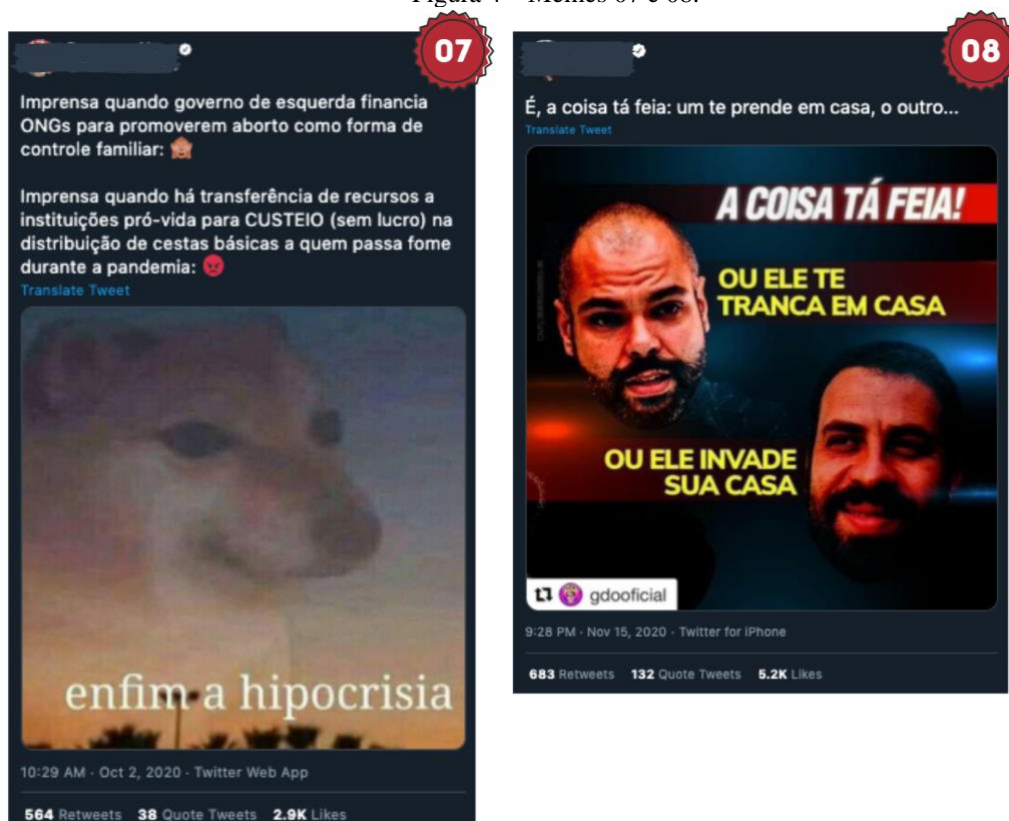 Figura 4 – Memes 07 e 08.
07
Imprensa quando governo de esquerda financia
ONGs para promoverem aborto como forma de
controle familiar: 🙈
Imprensa quando há transferência de recursos a
instituições pró-vida para CUSTEIO (sem lucro) na
distribuição de cestas básicas a quem passa fome
durante a pandemia: 😡
Translate Tweet
enfim a hipocrisia
10:29 AM · Oct 2, 2020 · Twitter Web App
564 Retweets 38 Quote Tweets 2.9K Likes
08
É, a coisa tá feia: um te prende em casa, o outro...
Translate Tweet
A COISA TÁ FEIA!
OU ELE TE
TRANCA EM CASA
OU ELE INVADE
SUA CASA
gdooficial
9:28 PM · Nov 15, 2020 · Twitter for iPhone
683 Retweets 132 Quote Tweets 5.2K Likes